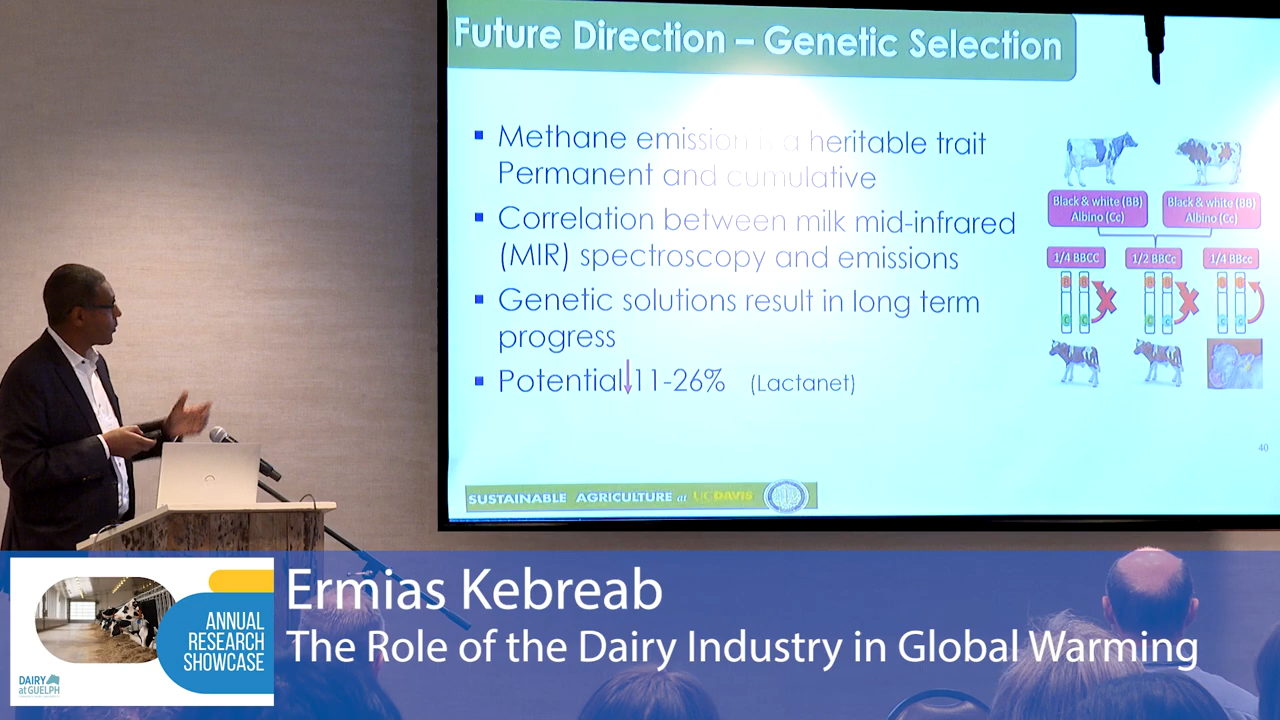 Future Direction – Genetic Selection
▪ Methane emission is a heritable trait
Permanent and cumulative
▪ Correlation between milk mid-infrared
(MIR) spectroscopy and emissions
▪ Genetic solutions result in long term
progress
▪ Potential↓11-26% (Lactanet)
Black & white (BB)
Albino (Cc)
Black & white (BB)
Albino (Cc)
1/4 BBCC
1/2 BBCc
1/4 BBcc
B B B B B B
C C C c c c
40
SUSTAINABLE AGRICULTURE at UCDAVIS
Ermias Kebreab
The Role of the Dairy Industry in Global Warming
ANNUAL
RESEARCH
SHOWCASE
DAIRY
at GUELPH